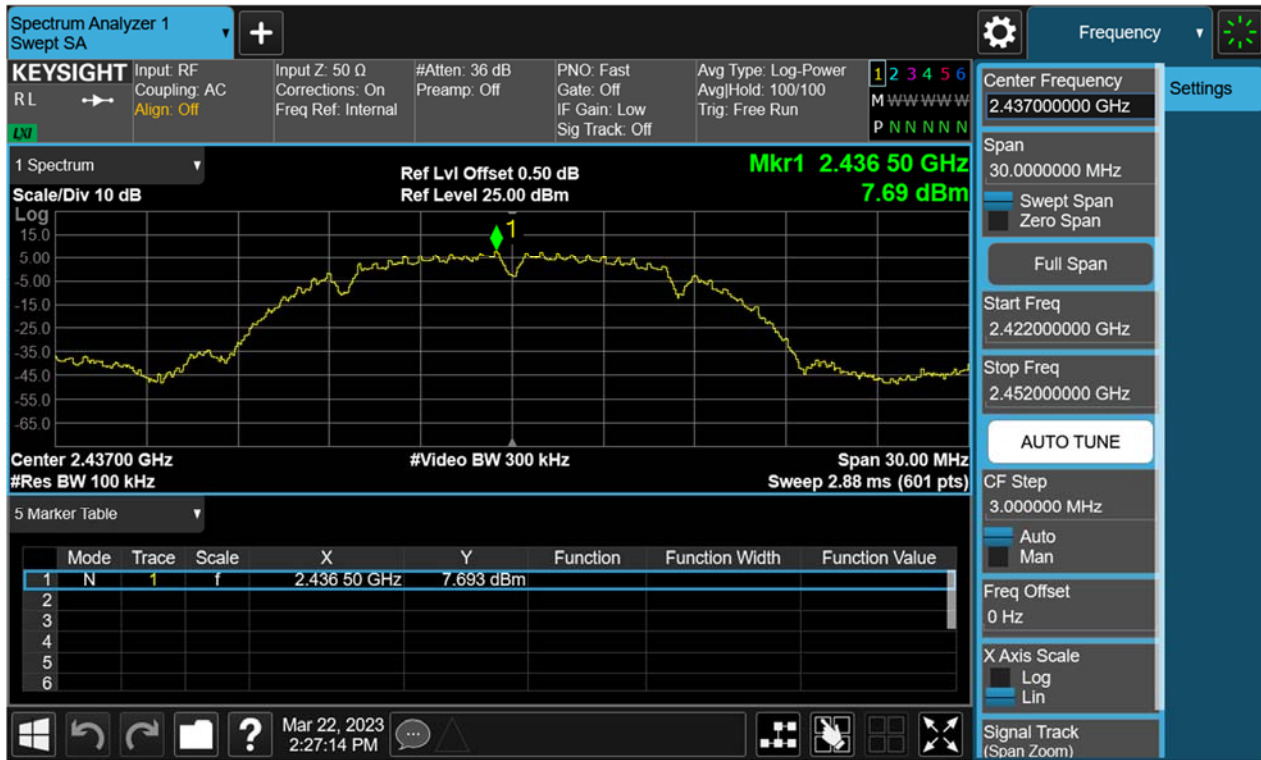 Spectrum Analyzer 1
Swept SA
+
Frequency
KEYSIGHT
R L
LXI
Input: RF
Coupling: AC
Align: Off
Input Z: 50 Ω
Corrections: On
Freq Ref: Internal
#Atten: 36 dB
Preamp: Off
PNO: Fast
Gate: Off
IF Gain: Low
Sig Track: Off
Avg Type: Log-Power
Avg|Hold: 100/100
Trig: Free Run
1 2 3 4 5 6
M W W W W W W
P N N N N N
1 Spectrum
Scale/Div 10 dB
Ref Lvl Offset 0.50 dB
Ref Level 25.00 dBm
Mkr1 2.436 50 GHz
7.69 dBm
Log
15.0
5.00
-5.00
-15.0
-25.0
-35.0
-45.0
-55.0
-65.0
1
Center 2.43700 GHz
#Video BW 300 kHz
Span 30.00 MHz
#Res BW 100 kHz
Sweep 2.88 ms (601 pts)
5 Marker Table
Mode Trace Scale X Y Function Function Width Function Value
1 N 1 f 2.436 50 GHz 7.693 dBm
2
3
4
5
6
?
Mar 22, 2023
2:27:14 PM
Center Frequency
2.437000000 GHz
Settings
Span
30.0000000 MHz
Swept Span
Zero Span
Full Span
Start Freq
2.422000000 GHz
Stop Freq
2.452000000 GHz
AUTO TUNE
CF Step
3.000000 MHz
Auto
Man
Freq Offset
0 Hz
X Axis Scale
Log
Lin
Signal Track
(Span Zoom)